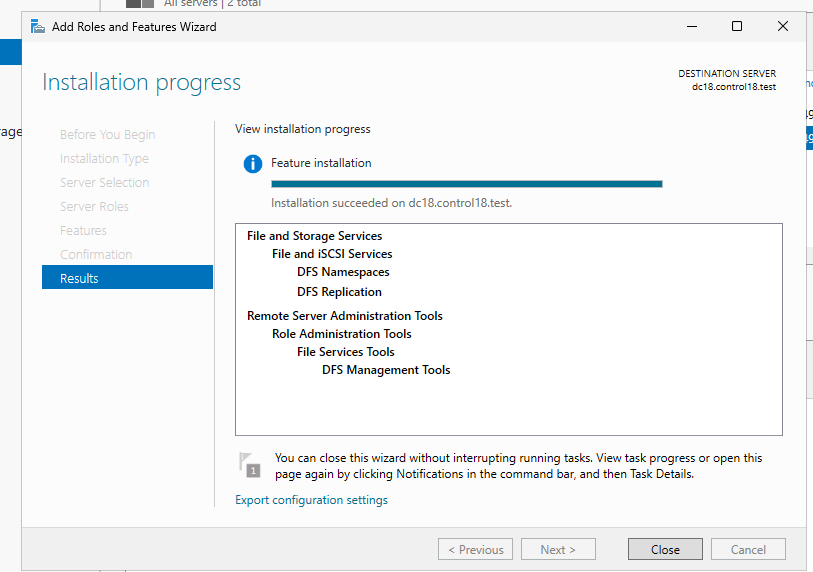 All servers | 2 total
Add Roles and Features Wizard
Installation progress
DESTINATION SERVER
dc18.control18.test
Before You Begin
Installation Type
Server Selection
Server Roles
Features
Confirmation
Results
View installation progress
Feature installation
Installation succeeded on dc18.control18.test.
File and Storage Services
File and iSCSI Services
DFS Namespaces
DFS Replication
Remote Server Administration Tools
Role Administration Tools
File Services Tools
DFS Management Tools
1
You can close this wizard without interrupting running tasks. View task progress or open this
page again by clicking Notifications in the command bar, and then Task Details.
Export configuration settings
< Previous
Next >
Close
Cancel